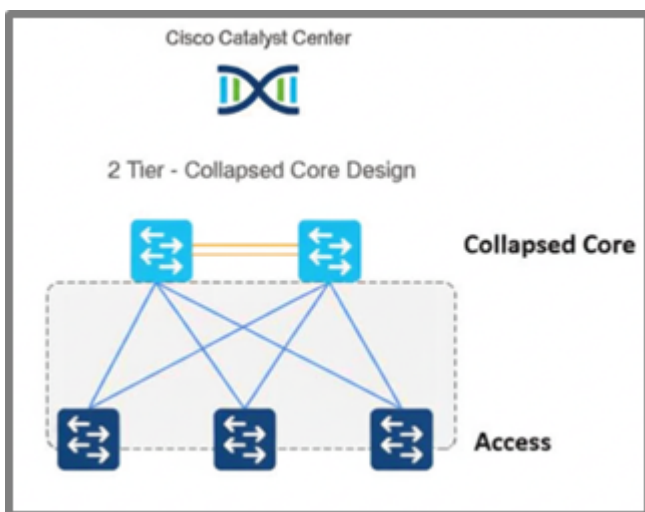 Cisco Catalyst Center
2 Tier - Collapsed Core Design
Collapsed Core
Access